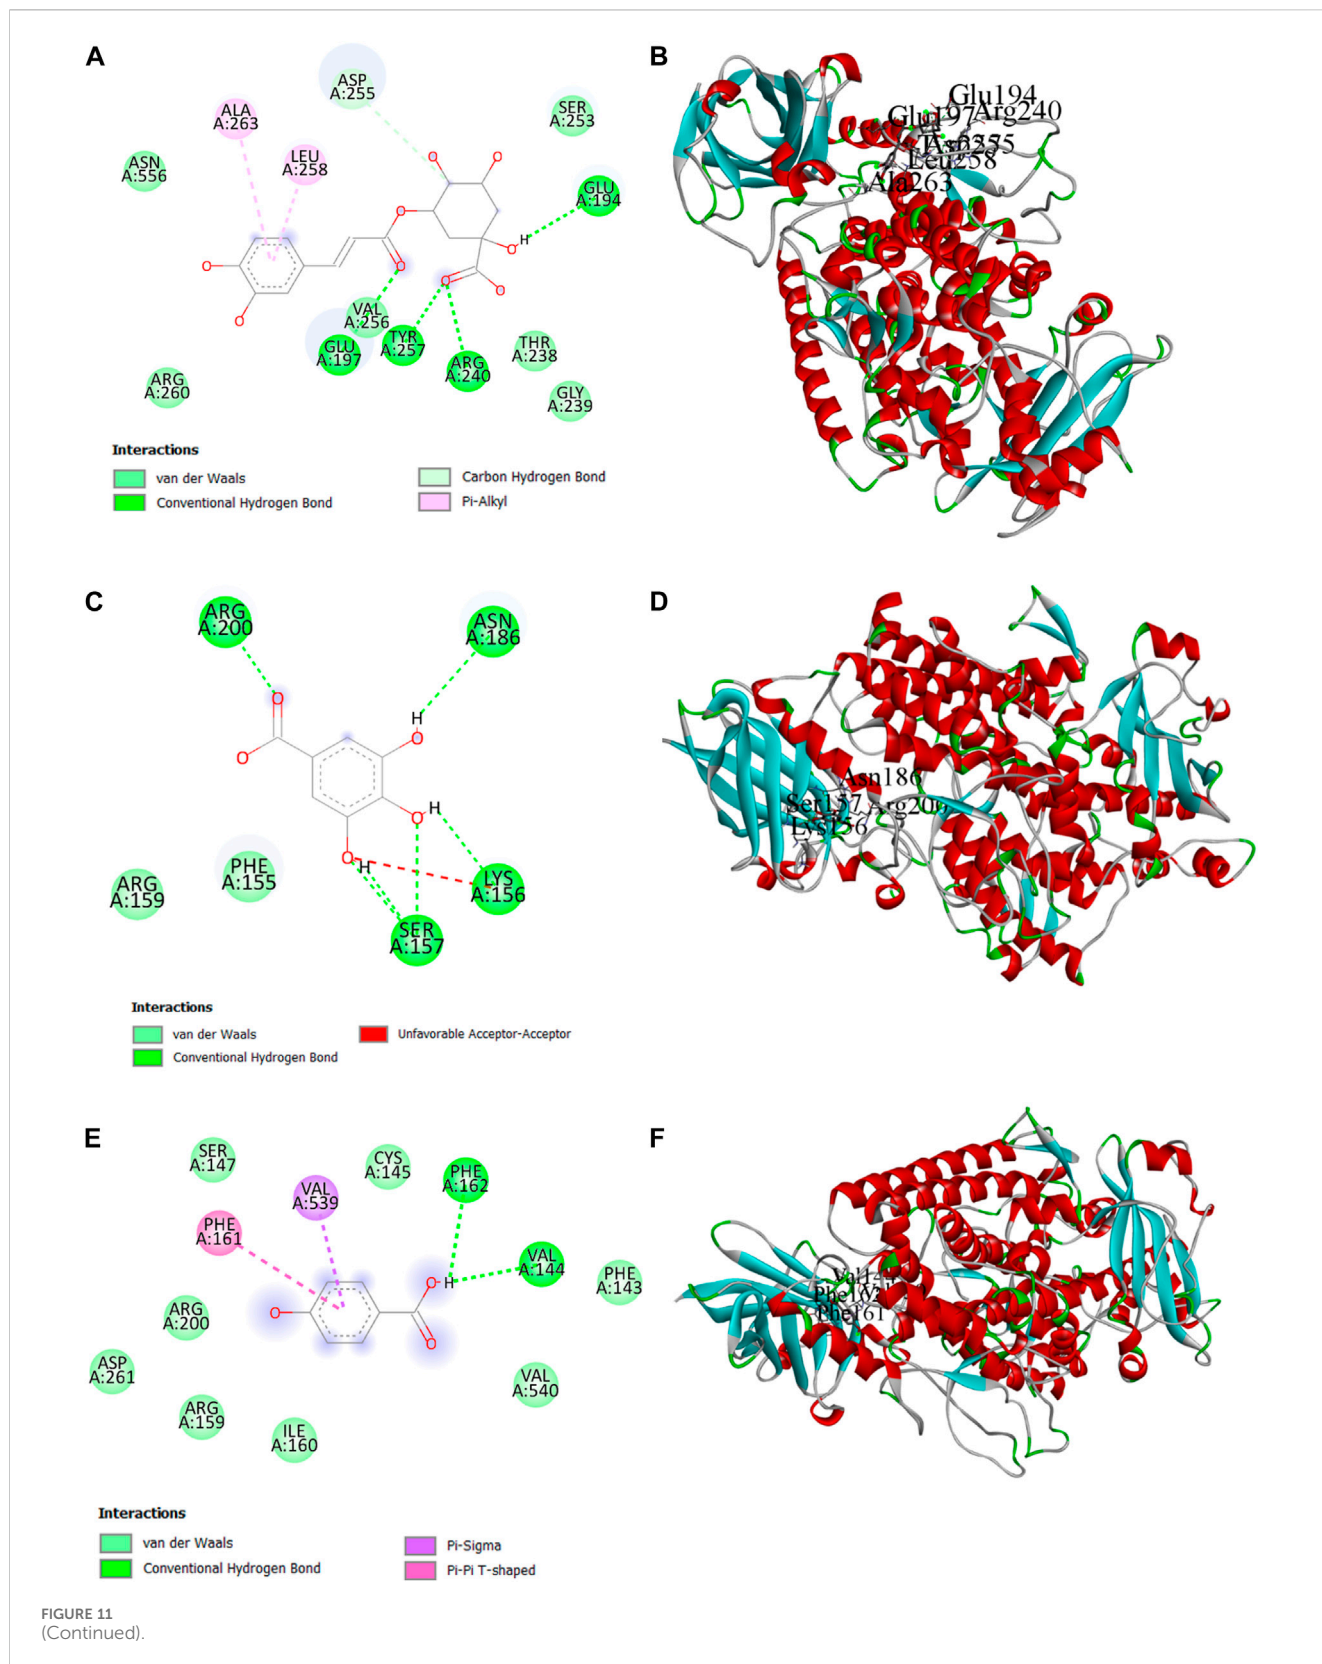 A
ASP
A:255
ALA
A:263
SER
A:253
ASN
A:556
LEU
A:258
GLU
A:194
H
O
O
O
O
O
H
O
O
O
O
VAL
A:256
GLU
A:197
TYR
A:257
ARG
A:240
THR
A:238
ARG
A:260
GLY
A:239
Interactions
van der Waals
Conventional Hydrogen Bond
Carbon Hydrogen Bond
Pi-Alkyl
B
Glu194
Glu197
Arg240
Leu258
Ala263
C
ARG
A:200
ASN
A:186
O
H
O
O
H
O
O
H
PHE
A:155
ARG
A:159
LYS
A:156
SER
A:157
Interactions
van der Waals
Conventional Hydrogen Bond
Unfavorable Acceptor-Acceptor
D
Asn186
Ser157
Arg200
Lys156
E
SER
A:147
CYS
A:145
PHE
A:162
VAL
A:539
PHE
A:161
VAL
A:144
PHE
A:143
O
H
O
O
ARG
A:200
ASP
A:261
VAL
A:540
ARG
A:159
ILE
A:160
Interactions
van der Waals
Conventional Hydrogen Bond
Pi-Sigma
Pi-Pi T-shaped
F
Phe161
FIGURE 11
(Continued).